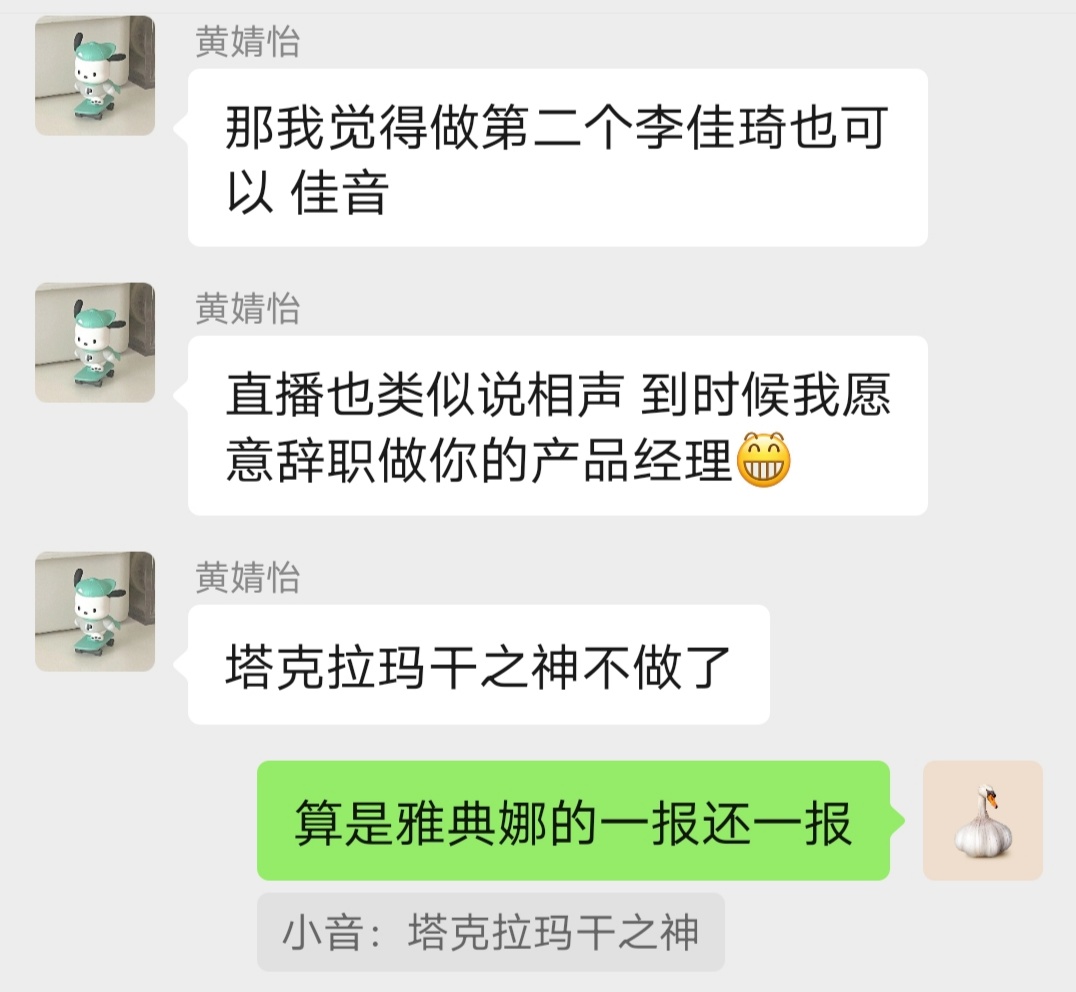 黄婧怡
那我觉得做第二个李佳琦也可
以 佳音
黄婧怡
直播也类似说相声 到时候我愿
意辞职做你的产品经理😁
黄婧怡
塔克拉玛干之神不做了
算是雅典娜的一报还一报
小音：塔克拉玛干之神